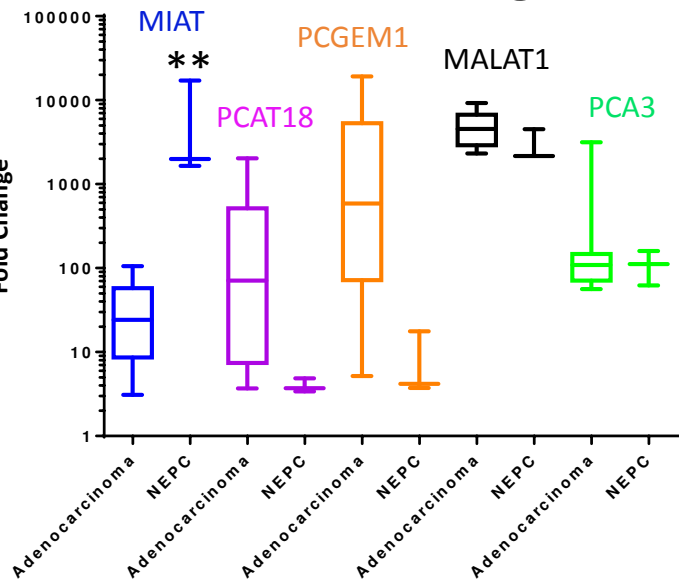 MIAT
**
PCAT18
PCGEM1
MALAT1
PCA3
Fold Change
100000
10000
1000
100
10
1
Adenocarcinoma
NEPC
Adenocarcinoma
NEPC
Adenocarcinoma
NEPC
Adenocarcinoma
NEPC
Adenocarcinoma
NEPC